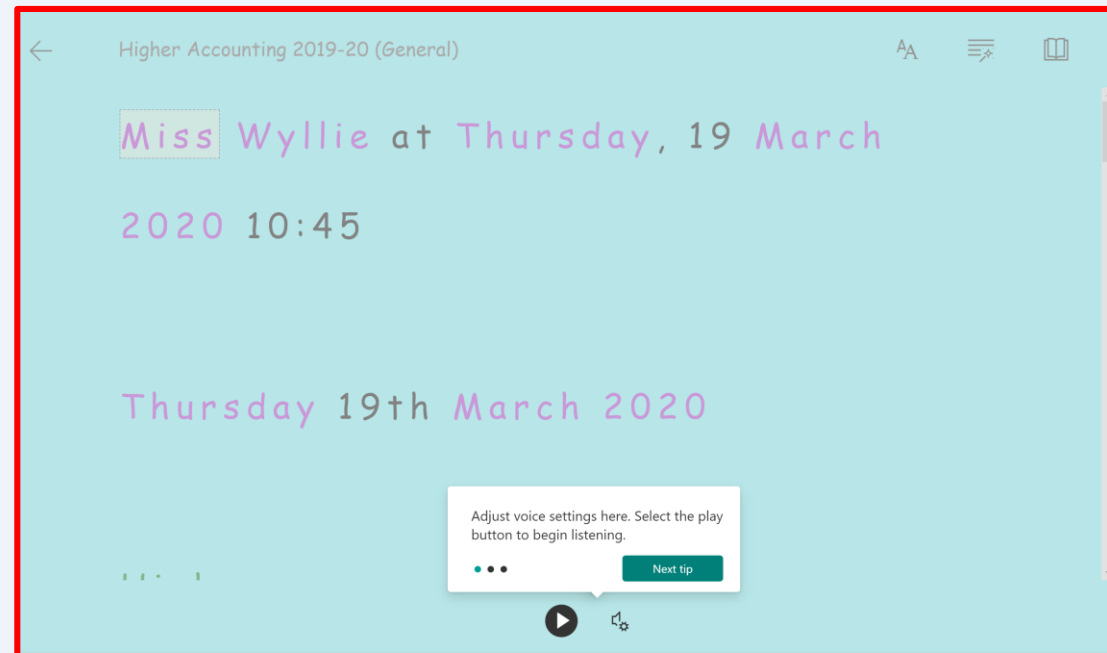 Higher Accounting 2019-20 (General)
AA
Miss Wyllie at Thursday, 19 March
2020 10:45
Thursday 19th March 2020
Adjust voice settings here. Select the play
button to begin listening.
Next tip